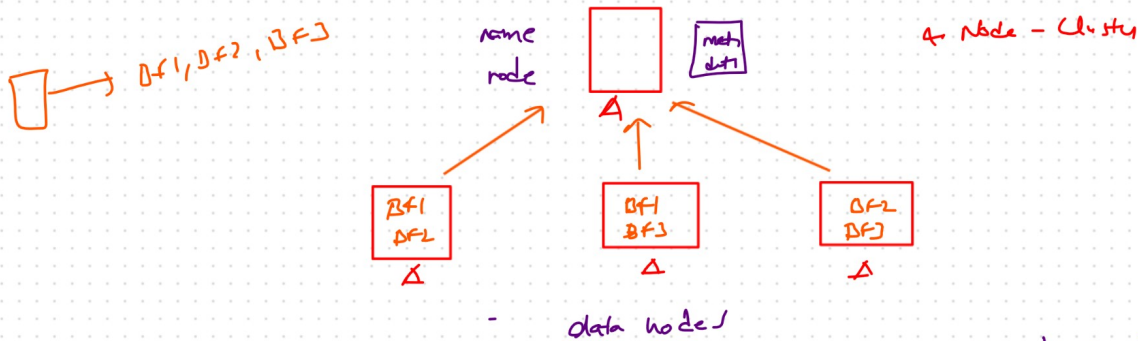 Bf1, Bf2, Bf3
name
node
meta
data
4 Node - Cluster
Bf1
Bf2
Bf1
Bf3
Bf2
Bf3
- data nodes